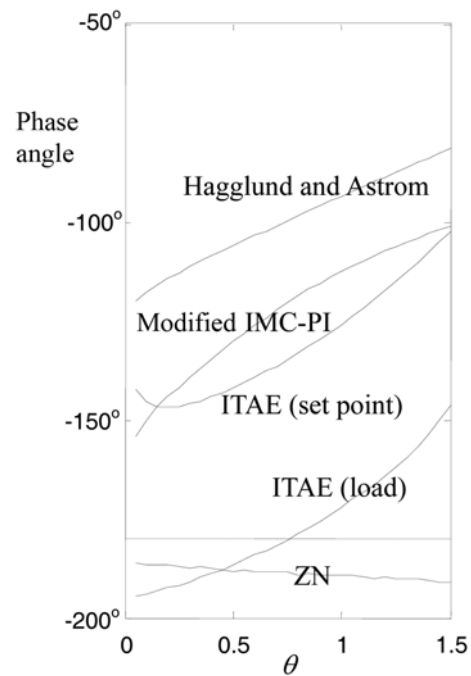 -50°
Phase
angle
Hagglund and Astrom
-100°
Modified IMC-PI
ITAE (set point)
-150°
ITAE (load)
ZN
-200°
0 0.5 1 1.5
θ